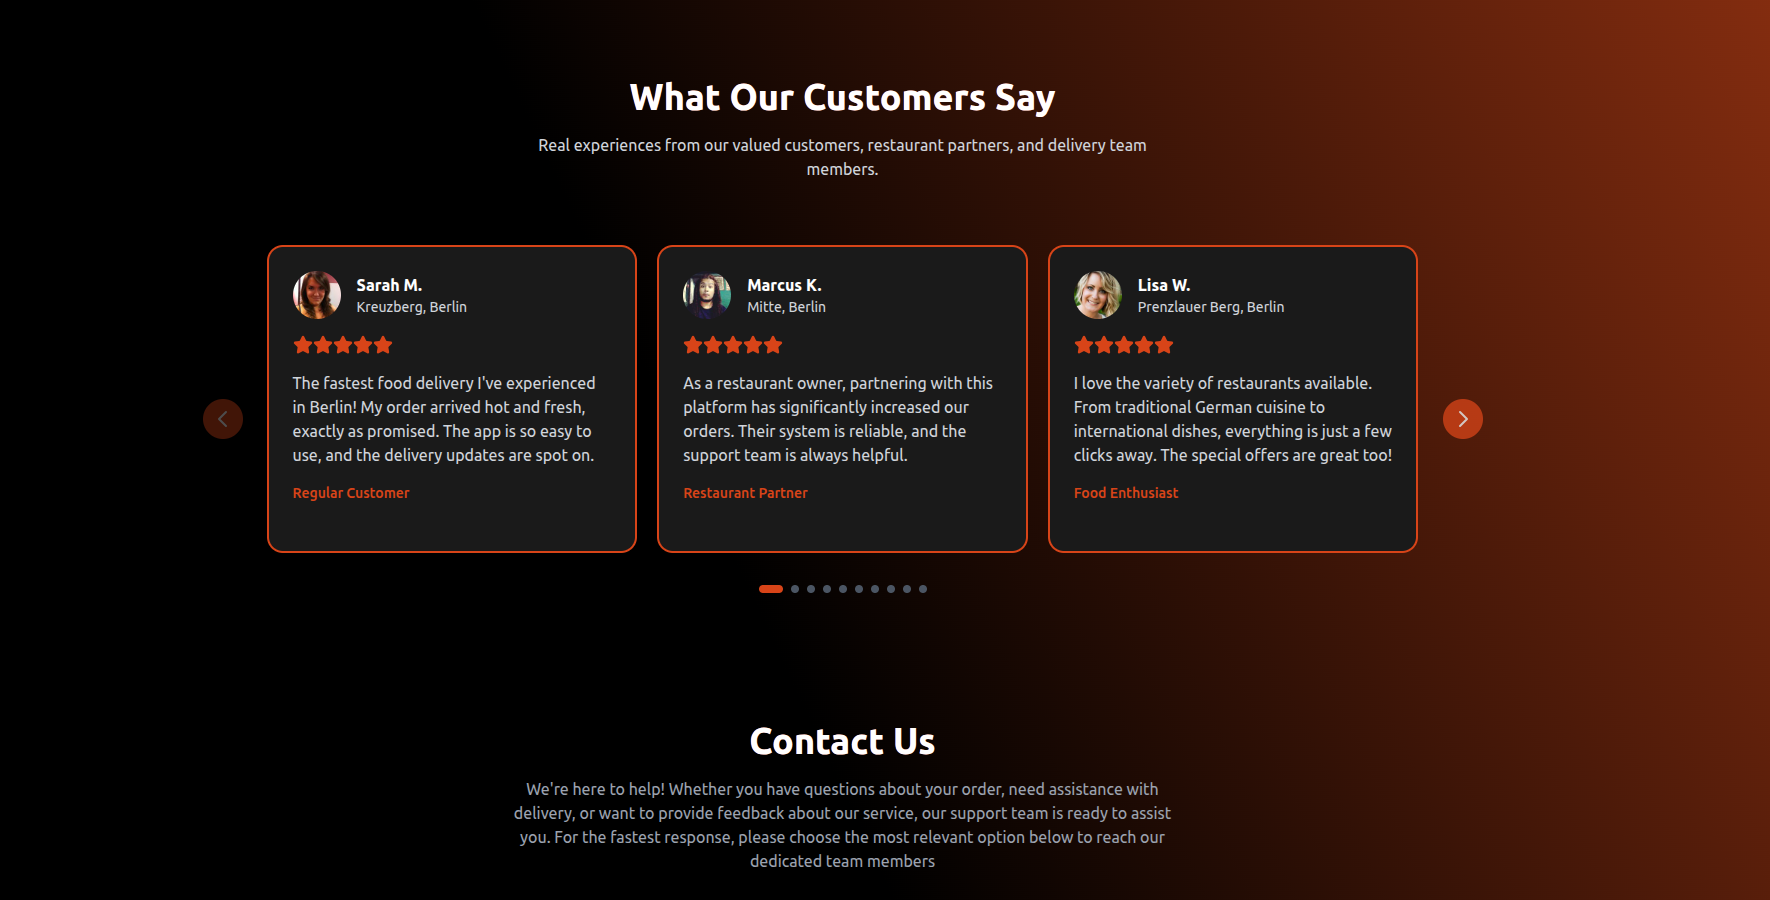 What Our Customers Say
Real experiences from our valued customers, restaurant partners, and delivery team
members.
Sarah M.
Kreuzberg, Berlin
The fastest food delivery I've experienced
in Berlin! My order arrived hot and fresh,
exactly as promised. The app is so easy to
use, and the delivery updates are spot on.
Regular Customer
Marcus K.
Mitte, Berlin
As a restaurant owner, partnering with this
platform has significantly increased our
orders. Their system is reliable, and the
support team is always helpful.
Restaurant Partner
Lisa W.
Prenzlauer Berg, Berlin
I love the variety of restaurants available.
From traditional German cuisine to
international dishes, everything is just a few
clicks away. The special offers are great too!
Food Enthusiast
Contact Us
We're here to help! Whether you have questions about your order, need assistance with
delivery, or want to provide feedback about our service, our support team is ready to assist
you. For the fastest response, please choose the most relevant option below to reach our
dedicated team members